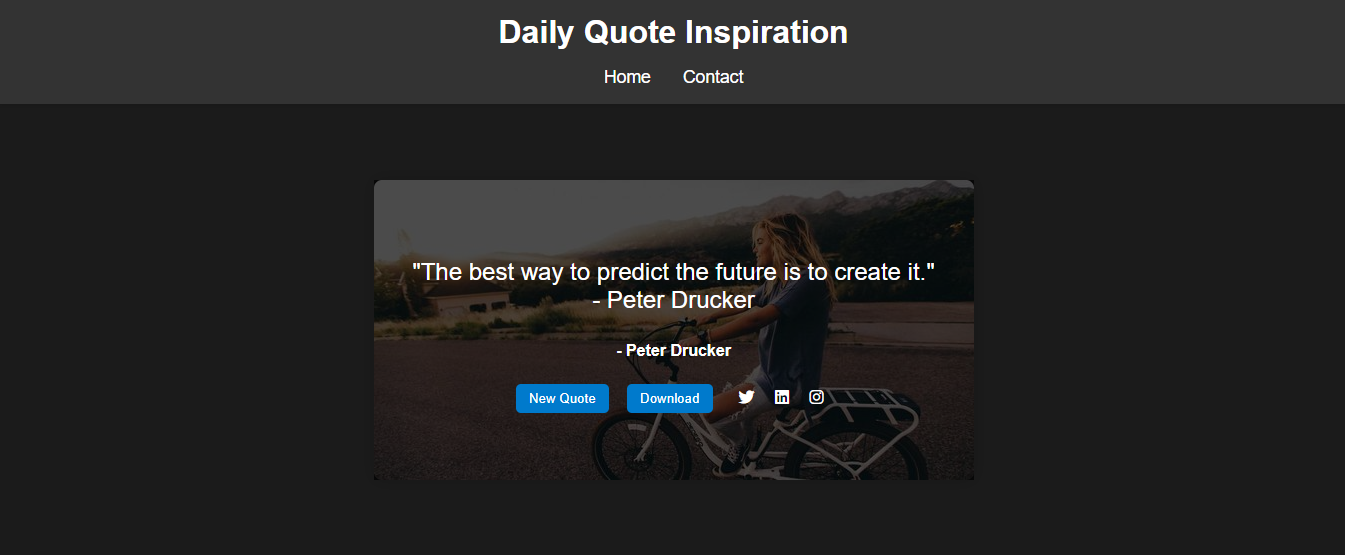 Daily Quote Inspiration
Home Contact
"The best way to predict the future is to create it."
- Peter Drucker
- Peter Drucker
New Quote Download